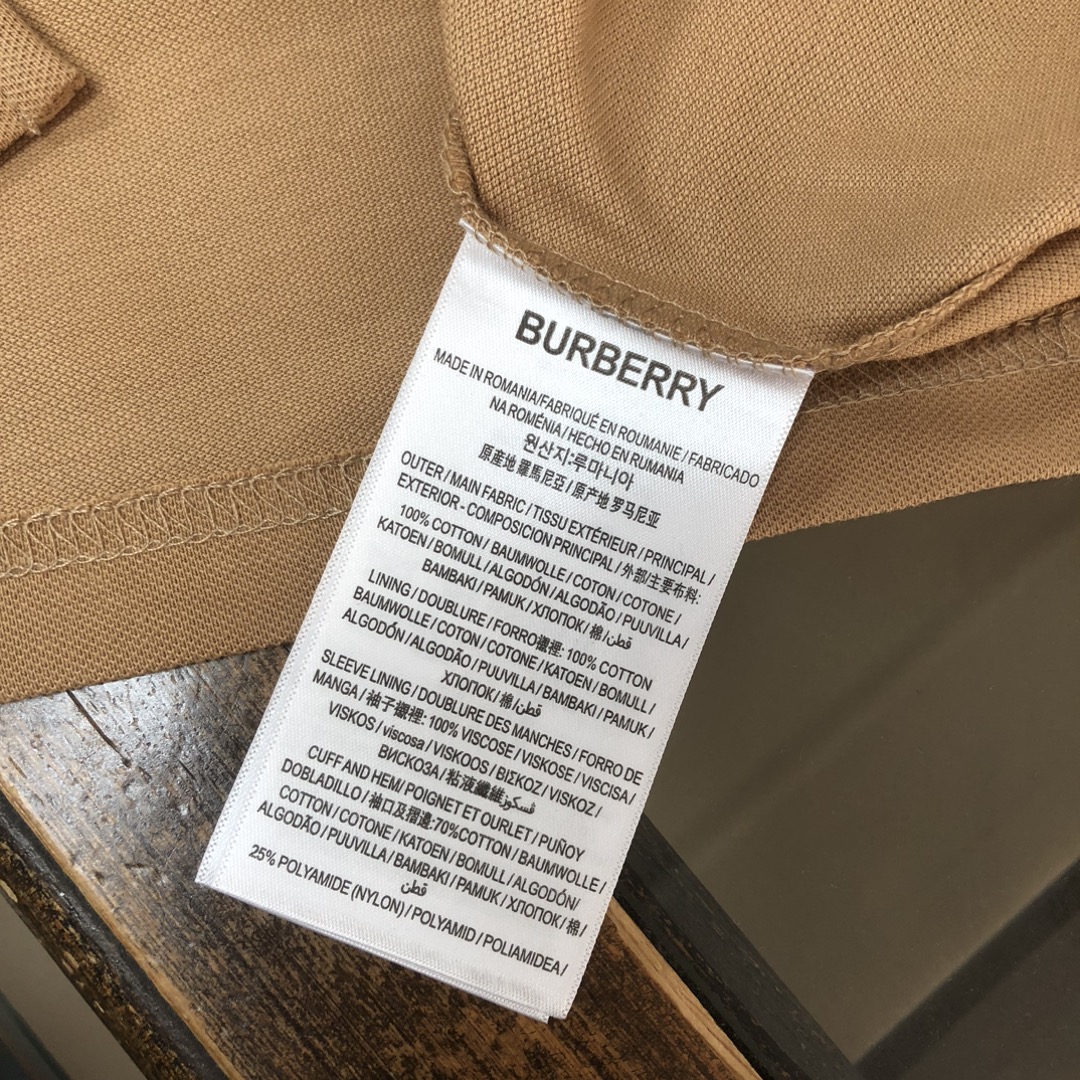 BURBERRY
MADE IN ROMANIA/FABRIQUÉ EN ROUMANIE / FABRICADO
NA ROMÉNIA / HECHO EN RUMANIA
원산지:루마니아
原産地 羅馬尼亞 / 原产地 罗马尼亚
OUTER / MAIN FABRIC / TISSU EXTÉRIEUR / PRINCIPAL /
EXTERIOR - COMPOSICION PRINCIPAL / 外部/主要布料:
100% COTTON / BAUMWOLLE / COTON / COTONE /
KATOEN / BOMULL / ALGODÓN / ALGODÃO / PUUVILLA /
BAMBAKI / PAMUK / ХЛОПОК / 棉 / قطن
LINING / DOUBLURE / FORRO襯裡: 100% COTTON
BAUMWOLLE / COTON / COTONE / KATOEN / BOMULL /
ALGODÓN / ALGODÃO / PUUVILLA / BAMBAKI / PAMUK /
ХЛОПОК / 棉 / قطن
SLEEVE LINING / DOUBLURE DES MANCHES / FORRO DE
MANGA / 袖子襯裡: 100% VISCOSE / VISKOSE / VISCISA /
VISKOS / viscosa / VISKOOS / ΒΙΣΚΟΖ / VISKOZ /
ВИСКОЗА / 粘液纖維 فسكوز
CUFF AND HEM/ POIGNET ET OURLET / PUÑOY
DOBLADILLO / 袖口及摺邊:70%COTTON / BAUMWOLLE /
COTTON / COTONE / KATOEN / BOMULL / ALGODÓN/
ALGODÃO / PUUVILLA / BAMBAKI / PAMUK / ХЛОПОК / 棉 /
قطن
25% POLYAMIDE (NYLON) / POLYAMID / POLIAMIDEA /